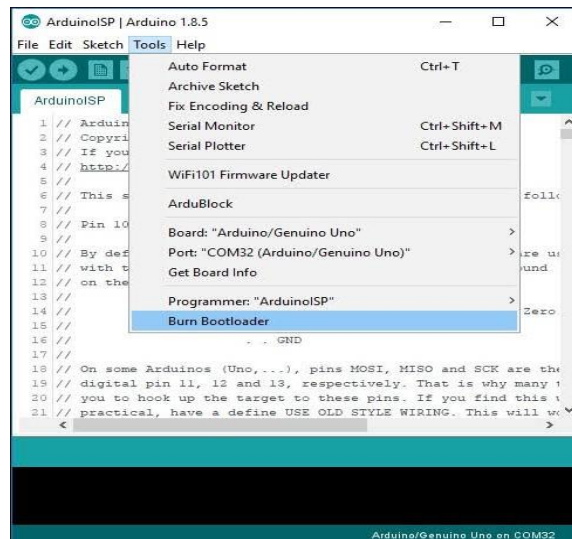 ArduinoISP | Arduino 1.8.5
File Edit Sketch Tools Help
Auto Format Ctrl+T
Archive Sketch
Fix Encoding & Reload
Serial Monitor Ctrl+Shift+M
Serial Plotter Ctrl+Shift+L
WiFi101 Firmware Updater
ArduBlock
Board: "Arduino/Genuino Uno"
Port: "COM32 (Arduino/Genuino Uno)"
Get Board Info
Programmer: "ArduinoISP"
Burn Bootloader
ArduinoISP
1 // Arduin
2 // Copyri
3 // If you
4 // http:/
5 //
6 // This s follo
7 //
8 // Pin 10
9 //
10 // By def are us
11 // with t ound
12 // on the
13 //
14 // Zero
15 //
16 // . . GND
17 //
18 // On some Arduinos (Uno,...), pins MOSI, MISO and SCK are the
19 // digital pin 11, 12 and 13, respectively. That is why many t
20 // you to hook up the target to these pins. If you find this
21 // practical, have a define USE OLD STYLE WIRING. This will
Arduino/Genuino Uno on COM32